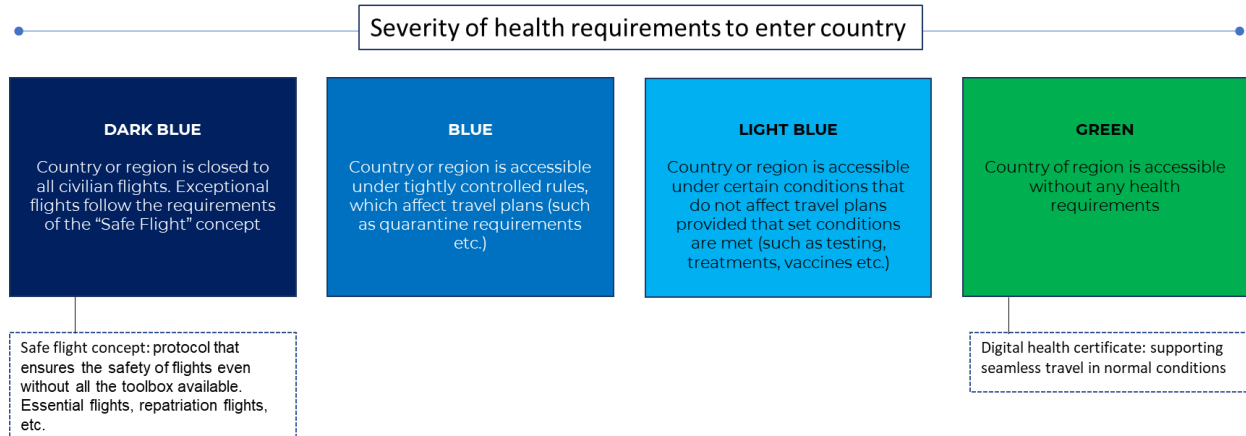 Severity of health requirements to enter country
DARK BLUE
Country or region is closed to
all civilian flights. Exceptional
flights follow the requirements
of the “Safe Flight” concept
BLUE
Country or region is accessible
under tightly controlled rules,
which affect travel plans (such
as quarantine requirements
etc.)
LIGHT BLUE
Country or region is accessible
under certain conditions that
do not affect travel plans
provided that set conditions
are met (such as testing,
treatments, vaccines etc.)
GREEN
Country of region is accessible
without any health
requirements
Safe flight concept: protocol that
ensures the safety of flights even
without all the toolbox available.
Essential flights, repatriation flights,
etc.
Digital health certificate: supporting
seamless travel in normal conditions